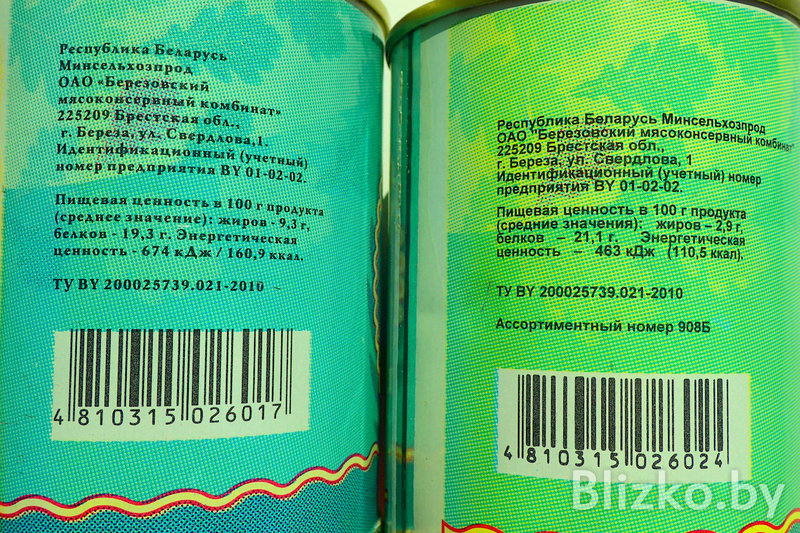 Республика Беларусь
Минсельхозпрод
ОАО «Березовский
мясоконсервный комбинат»
225209 Брестская обл.,
г. Береза, ул. Свердлова,1.
Идентификационный (учетный)
номер предприятия BY 01-02-02.
Пищевая ценность в 100 г продукта
(среднее значение): жиров - 9,3 г,
белков - 19,3 г. Энергетическая
ценность - 674 кДж / 160,9 ккал.
ТУ BY 200025739.021-2010
4 810315 026017
Республика Беларусь Минсельхозпрод
ОАО "Березовский мясоконсервный комбинат"
225209 Брестская обл.,
г. Береза, ул. Свердлова, 1
Идентификационный (учетный) номер
предприятия BY 01-02-02.
Пищевая ценность в 100 г продукта
(средние значения): жиров – 2,9 г,
белков – 21,1 г. Энергетическая
ценность – 463 кДж (110,5 ккал).
ТУ BY 200025739.021-2010
Ассортиментный номер 908Б
4 810315 026024
Blizko.by